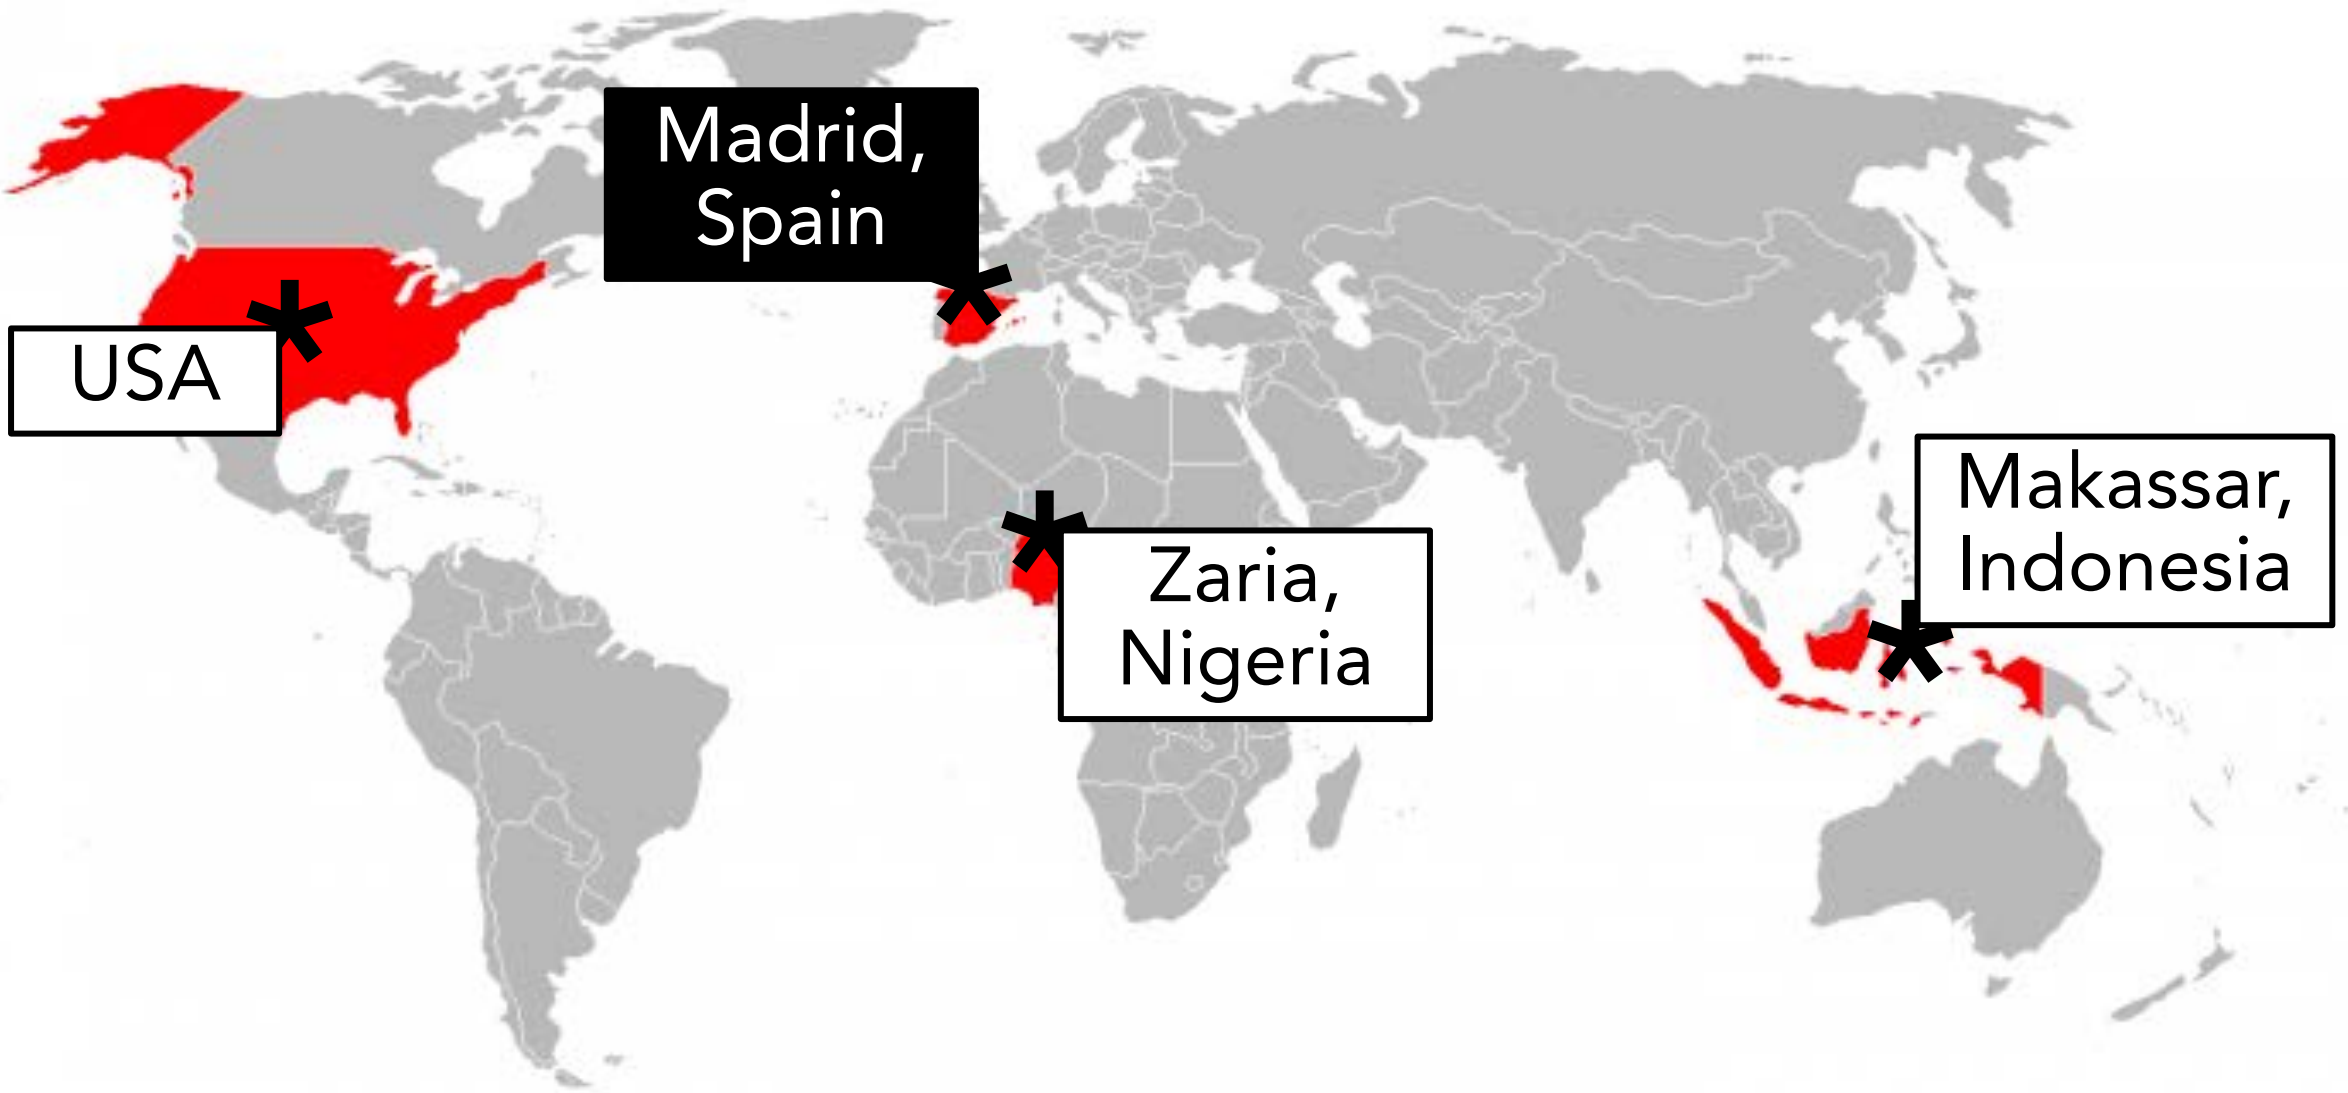 Madrid,
Spain
USA
Zaria,
Nigeria
Makassar,
Indonesia